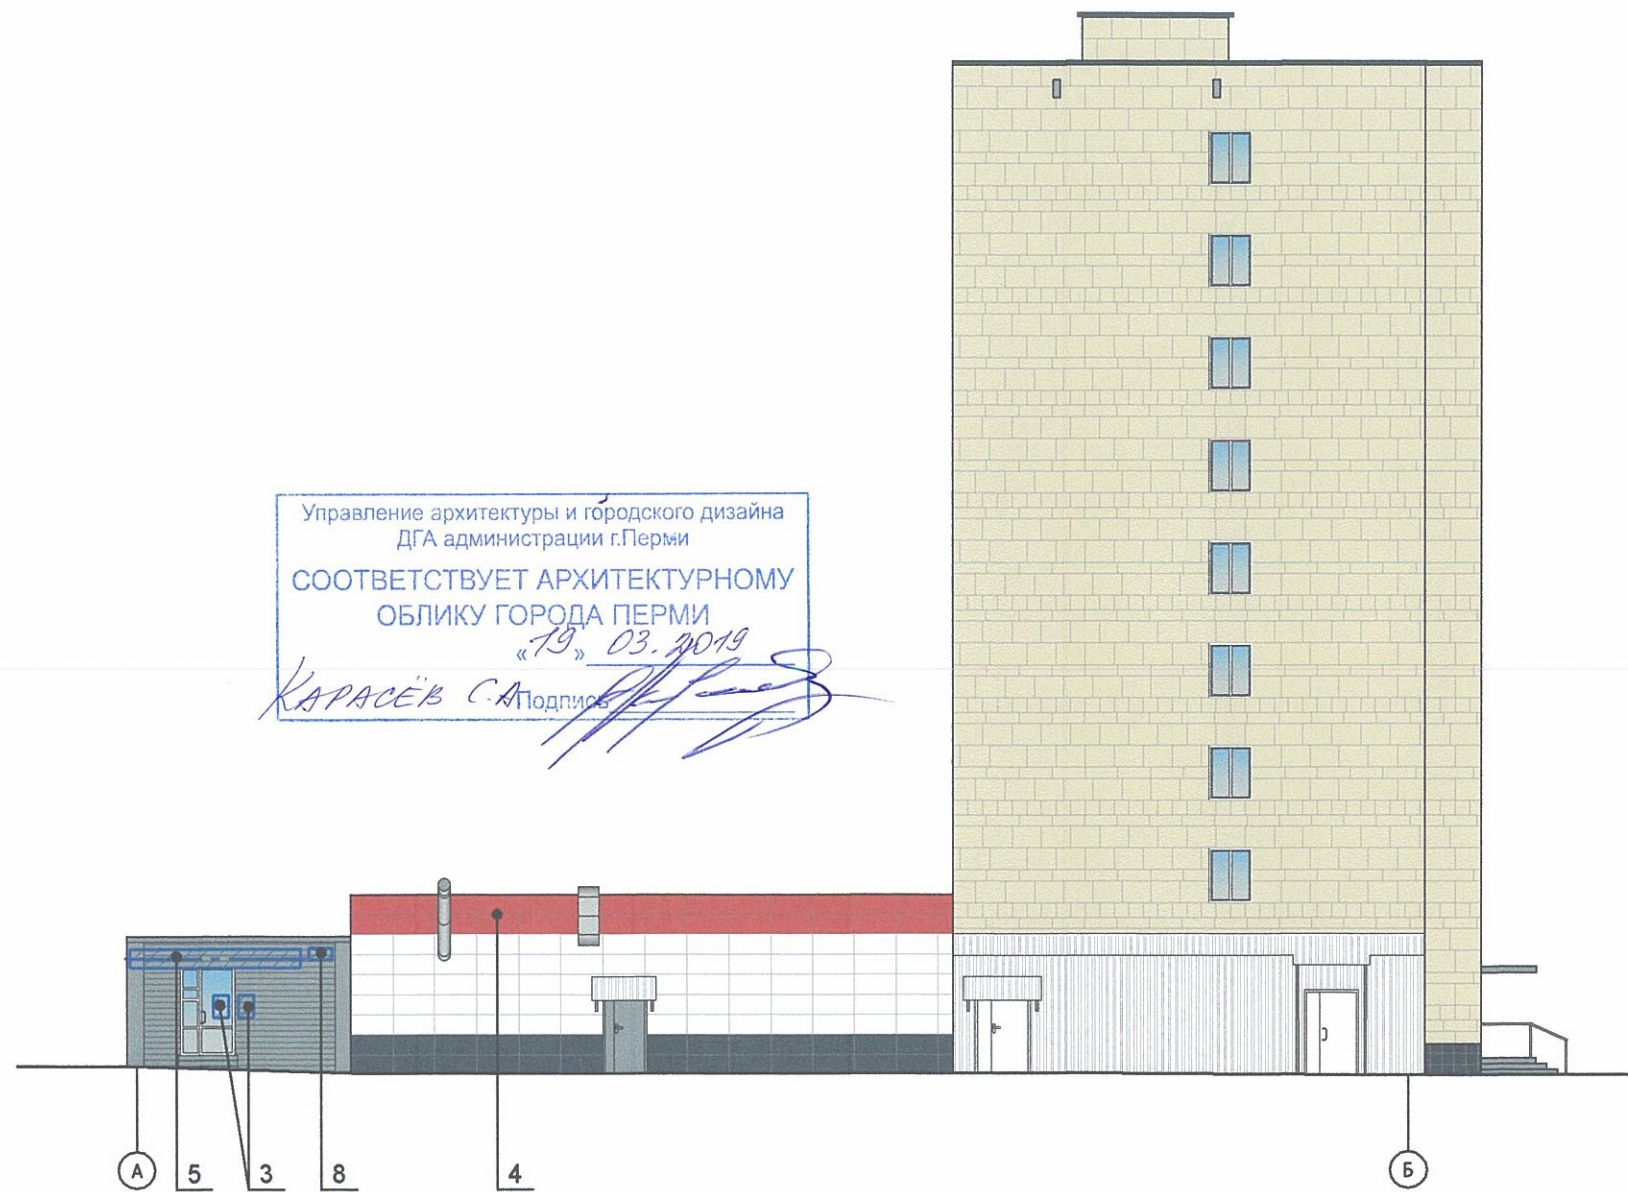 Управление архитектуры и городского дизайна
ДГА администрации г.Перми
СООТВЕТСТВУЕТ АРХИТЕКТУРНОМУ
ОБЛИКУ ГОРОДА ПЕРМИ
«19» 03.2019
КАРАСЁВ С.А Подпись
А 5 3 8 4 Б